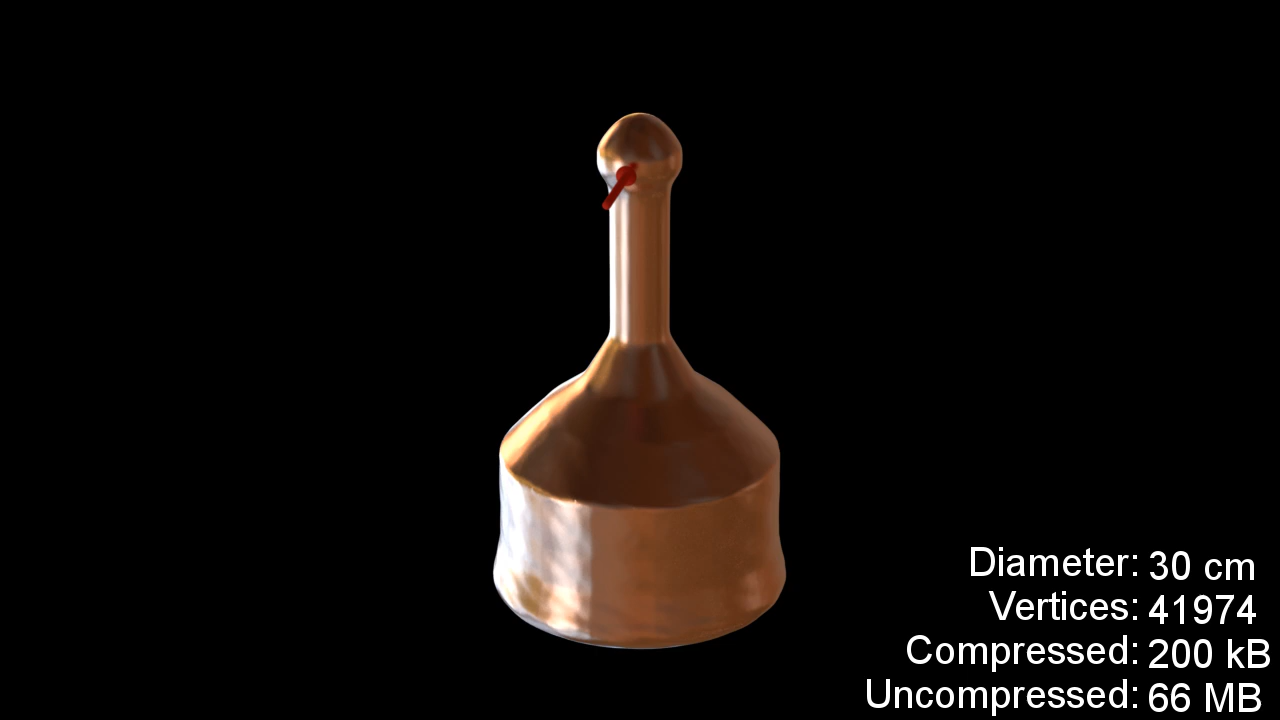 Diameter: 30 cm
Vertices: 41974
Compressed: 200 kB
Uncompressed: 66 MB